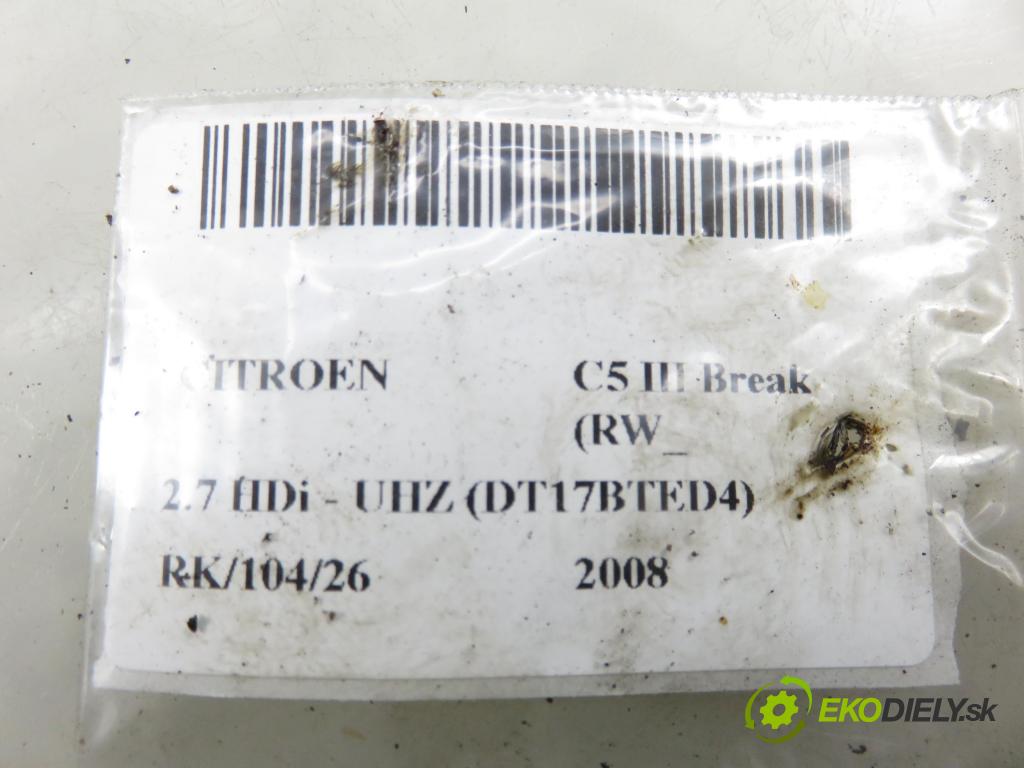 CITROEN C5 III Break
(RW_
2.7 HDi - UHZ (DT17BTED4)
RK/104/26 2008
EKODIELY.sk